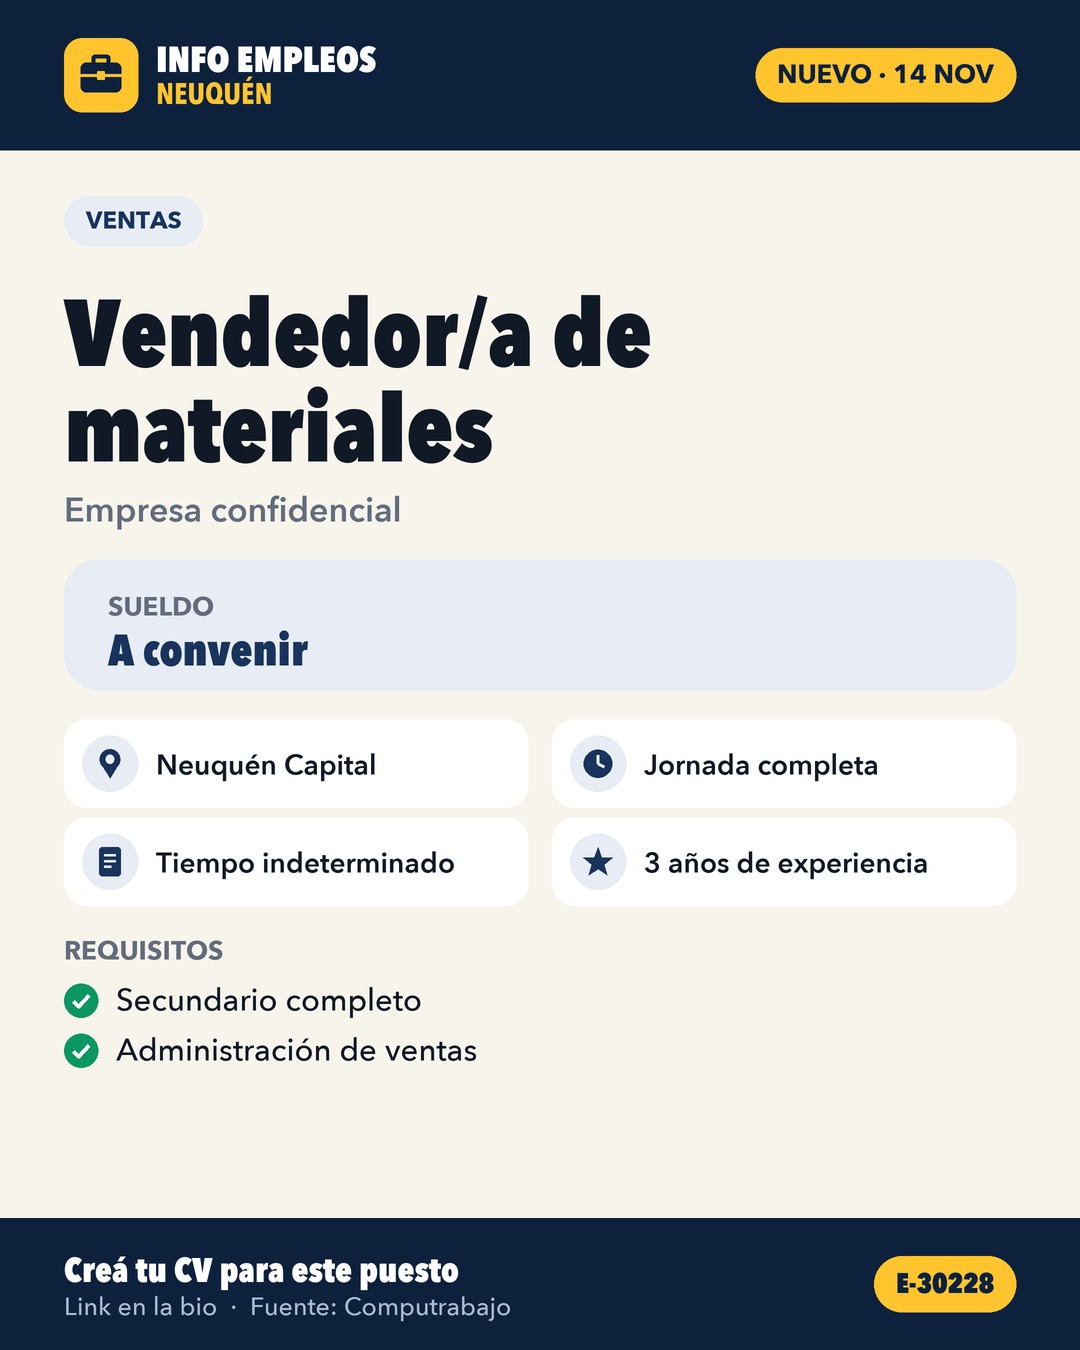 INFO EMPLEOS
NEUQUÉN
NUEVO · 14 NOV
VENTAS
Vendedor/a de
materiales
Empresa confidencial
SUELDO
A convenir
Neuquén Capital
Jornada completa
Tiempo indeterminado
3 años de experiencia
REQUISITOS
Secundario completo
Administración de ventas
Creá tu CV para este puesto
Link en la bio · Fuente: Computrabajo
E-30228